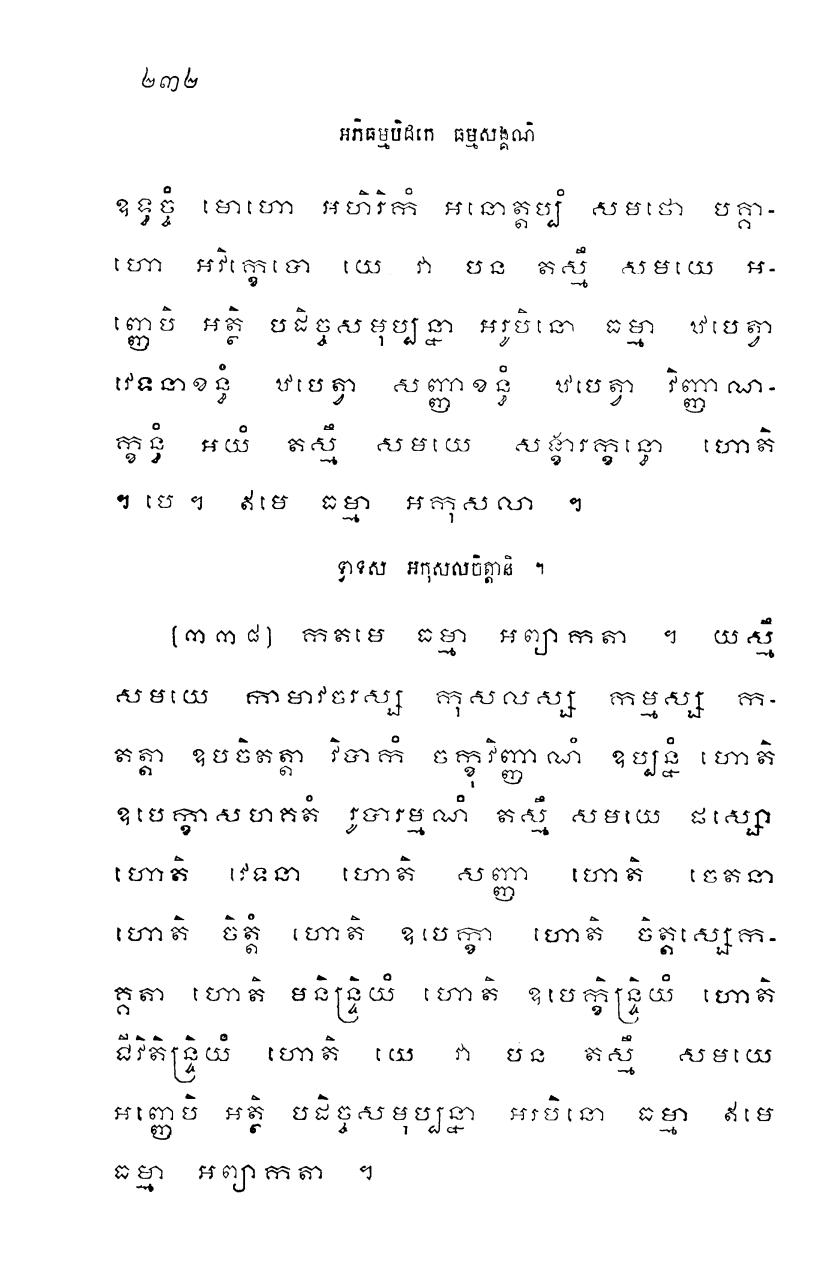 ២៣២
អភិធម្មបិដកេ ធម្មសង្គណិ
ឧទ្ធច្ចំ មោហោ អហិរិកំ អនោត្តប្បំ សមថោ បគ្គា-
ហោ អវិក្ខេបោ យេ វា បន តស្មឹ សមយេ អ-
ញ្ញេបិ អត្ថិ បដិច្ចសមុប្បន្នា អរូបិនោ ធម្មា ឋបេត្វា
វេទនាខន្ធំ ឋបេត្វា សញ្ញាខន្ធំ ឋបេត្វា វិញ្ញាណ-
ក្ខន្ធំ អយំ តស្មឹ សមយេ សង្ខារក្ខន្ធោ ហោតិ
។ បេ ។ ឥមេ ធម្មា អកុសលា ។
ទ្វាទស អកុសលចិត្តានិ ។
(៣៣៨) កតមេ ធម្មា អព្យាកតា ។ យស្មឹ
សមយេ កាមាវចរស្ស កុសលស្ស កម្មស្ស ក-
តត្តា ឧបចិតត្តា វិបាកំ ចក្ខុវិញ្ញាណំ ឧប្បន្នំ ហោតិ
ឧបេក្ខាសហគតំ រូបារម្មណំ តស្មឹ សមយេ ផស្សោ
ហោតិ វេទនា ហោតិ សញ្ញា ហោតិ ចេតនា
ហោតិ ចិត្តំ ហោតិ ឧបេក្ខា ហោតិ ចិត្តស្សេក-
គ្គតា ហោតិ មនិន្ទ្រិយំ ហោតិ ឧបេក្ខិន្ទ្រិយំ ហោតិ
ជីវិតិន្ទ្រិយំ ហោតិ យេ វា បន តស្មឹ សមយេ
អញ្ញេបិ អត្ថិ បដិច្ចសមុប្បន្នា អរូបិនោ ធម្មា ឥមេ
ធម្មា អព្យាកតា ។